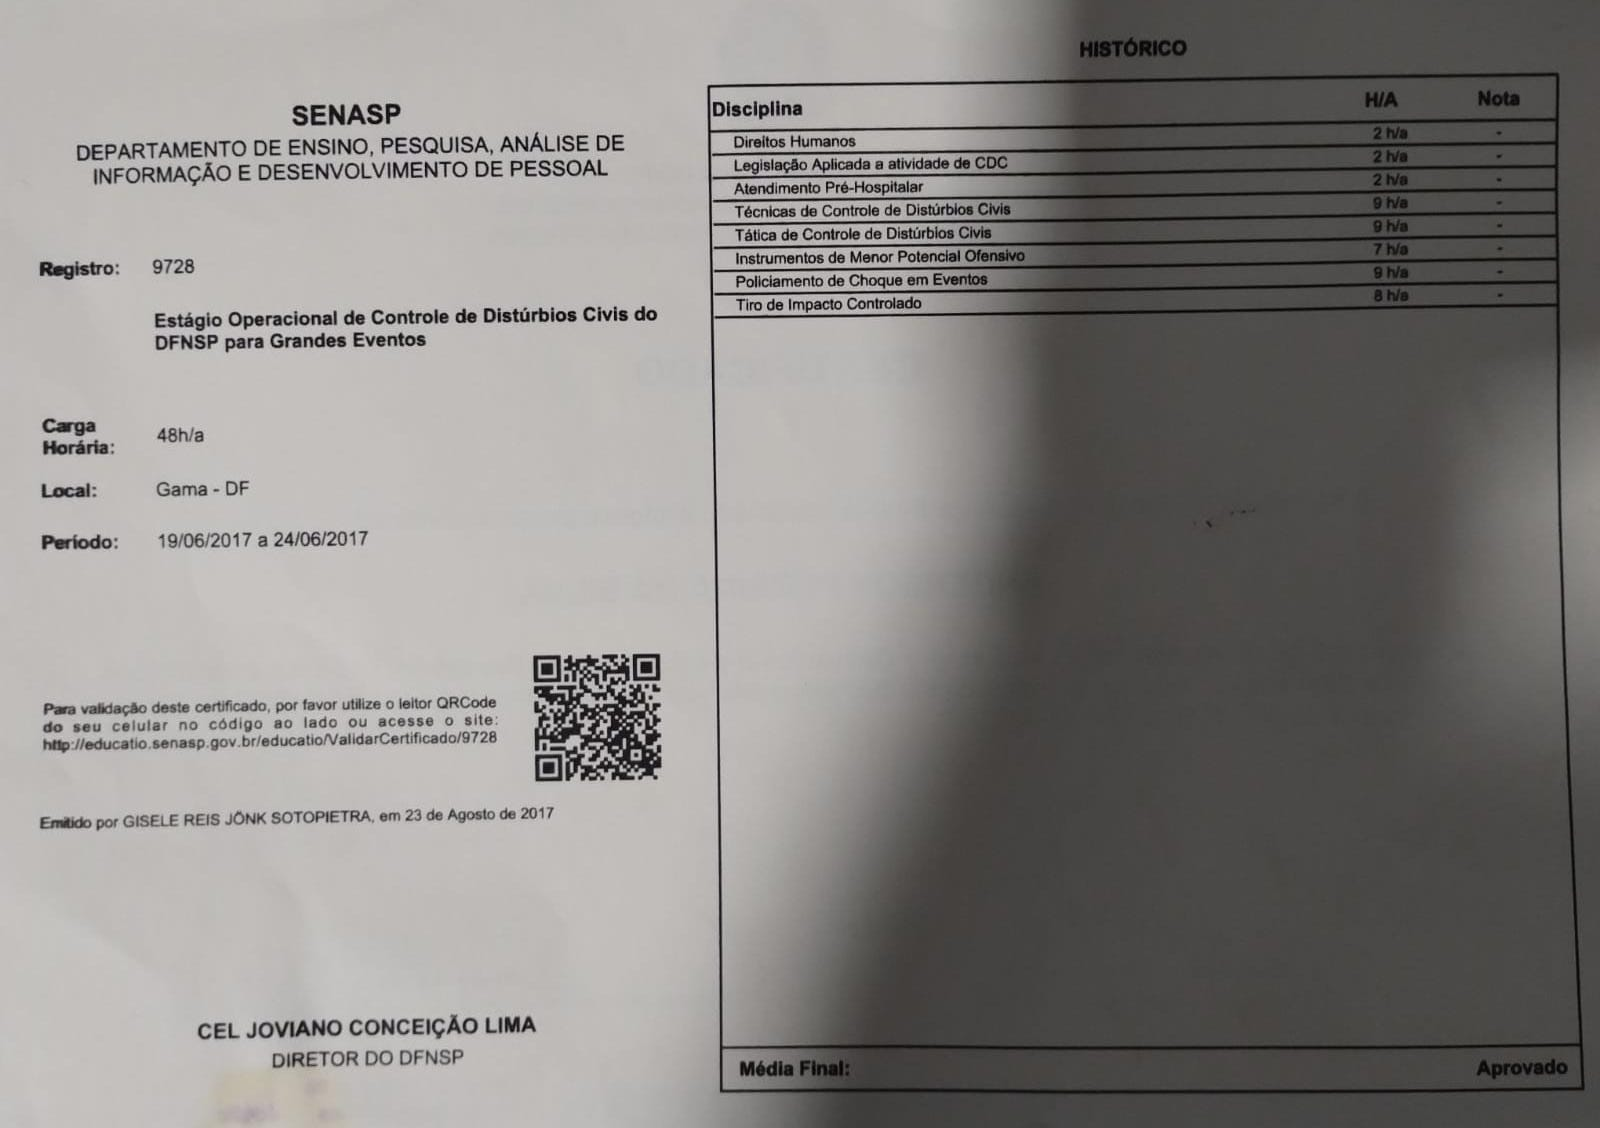 SENASP
DEPARTAMENTO DE ENSINO, PESQUISA, ANÁLISE DE
INFORMAÇÃO E DESENVOLVIMENTO DE PESSOAL
Registro: 9728
Estágio Operacional de Controle de Distúrbios Civis do
DFNSP para Grandes Eventos
Carga
Horária: 48h/a
Local: Gama - DF
Período: 19/06/2017 a 24/06/2017
Para validação deste certificado, por favor utilize o leitor QRCode
do seu celular no código ao lado ou acesse o site:
http://educatio.senasp.gov.br/educatio/ValidarCertificado/9728
Emitido por GISELE REIS JÖNK SOTOPIETRA, em 23 de Agosto de 2017
CEL JOVIANO CONCEIÇÃO LIMA
DIRETOR DO DFNSP
HISTÓRICO
Disciplina H/A Nota
Direitos Humanos 2 h/a -
Legislação Aplicada a atividade de CDC 2 h/a -
Atendimento Pré-Hospitalar 2 h/a -
Técnicas de Controle de Distúrbios Civis 9 h/a -
Tática de Controle de Distúrbios Civis 9 h/a -
Instrumentos de Menor Potencial Ofensivo 7 h/a -
Policiamento de Choque em Eventos 9 h/a -
Tiro de Impacto Controlado 8 h/a -
Média Final: Aprovado